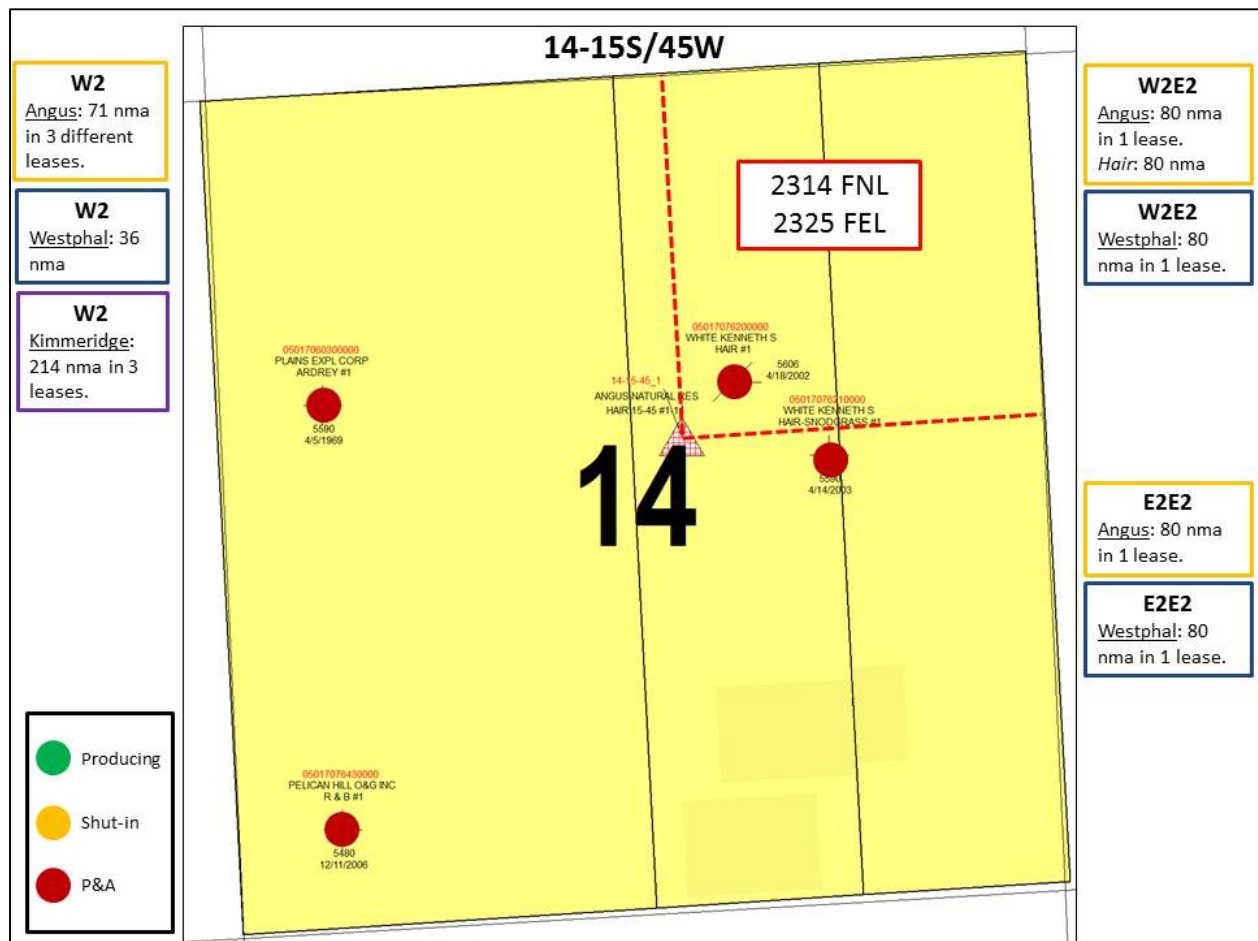 14-15S/45W
W2
Angus: 71 nma
in 3 different
leases.
W2
Westphal: 36
nma
W2
Kimmeridge:
214 nma in 3
leases.
2314 FNL
2325 FEL
W2E2
Angus: 80 nma
in 1 lease.
Hair: 80 nma
W2E2
Westphal: 80
nma in 1 lease.
05017060300000
PLAINS EXPL CORP
ARDREY #1
5590
4/5/1969
05017076200000
WHITE KENNETH S
HAIR #1
5606
4/18/2002
14-15-45_1
ANGUS NATURAL RES
HAIR 15-45 #1-1
05017076210000
WHITE KENNETH S
HAIR-SNODGRASS #1
4/14/2003
14
E2E2
Angus: 80 nma
in 1 lease.
E2E2
Westphal: 80
nma in 1 lease.
05017076430000
PELICAN HILL O&G INC
R & B #1
5480
12/11/2006
Producing
Shut-in
P&A